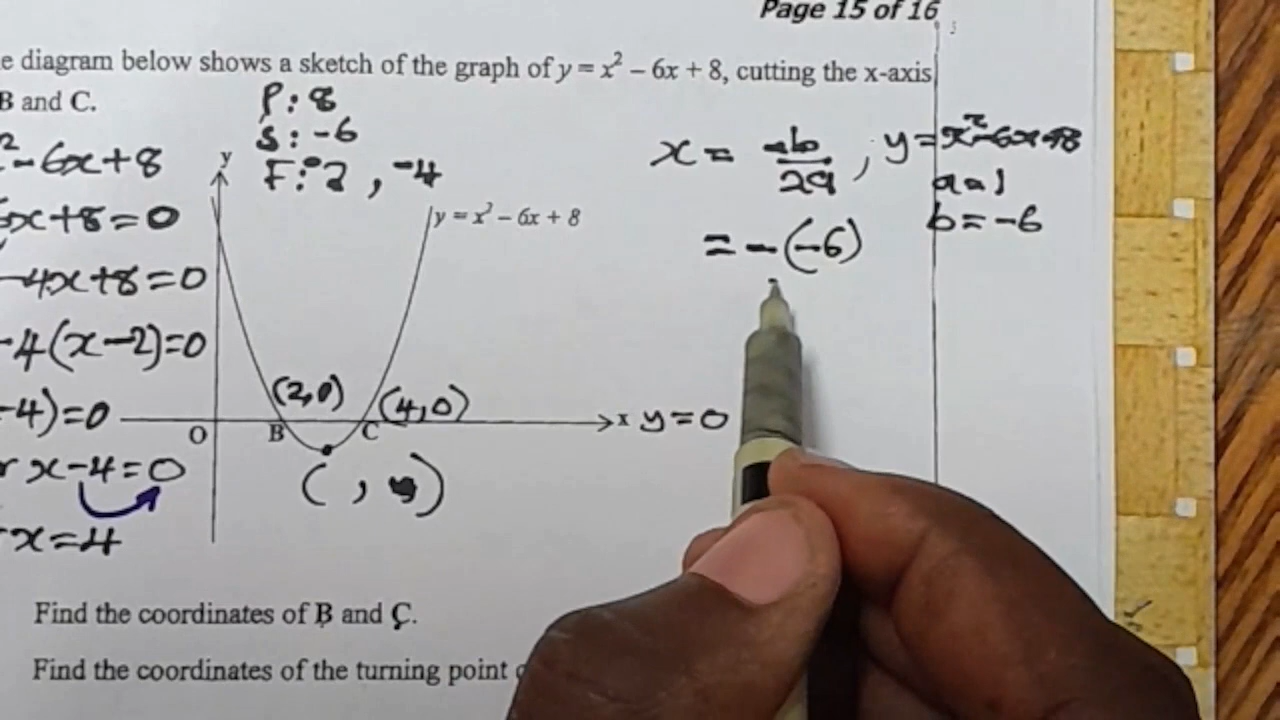 Page 15 of 16
e diagram below shows a sketch of the graph of y = x² – 6x + 8, cutting the x-axis
B and C.
P: 8
S: -6
F: -2, -4
²-6x+8
6x+8=0
-4x+8=0
-4(x-2)=0
-4)=0
x-4=0
x=4
y
y = x² – 6x + 8
(2,0)
(4,0)
O
B
C
x
y=0
( , )
x = -b/2a, y=x²-6x+8
a=1
b=-6
= -(-6)
Find the coordinates of B and C.
Find the coordinates of the turning point